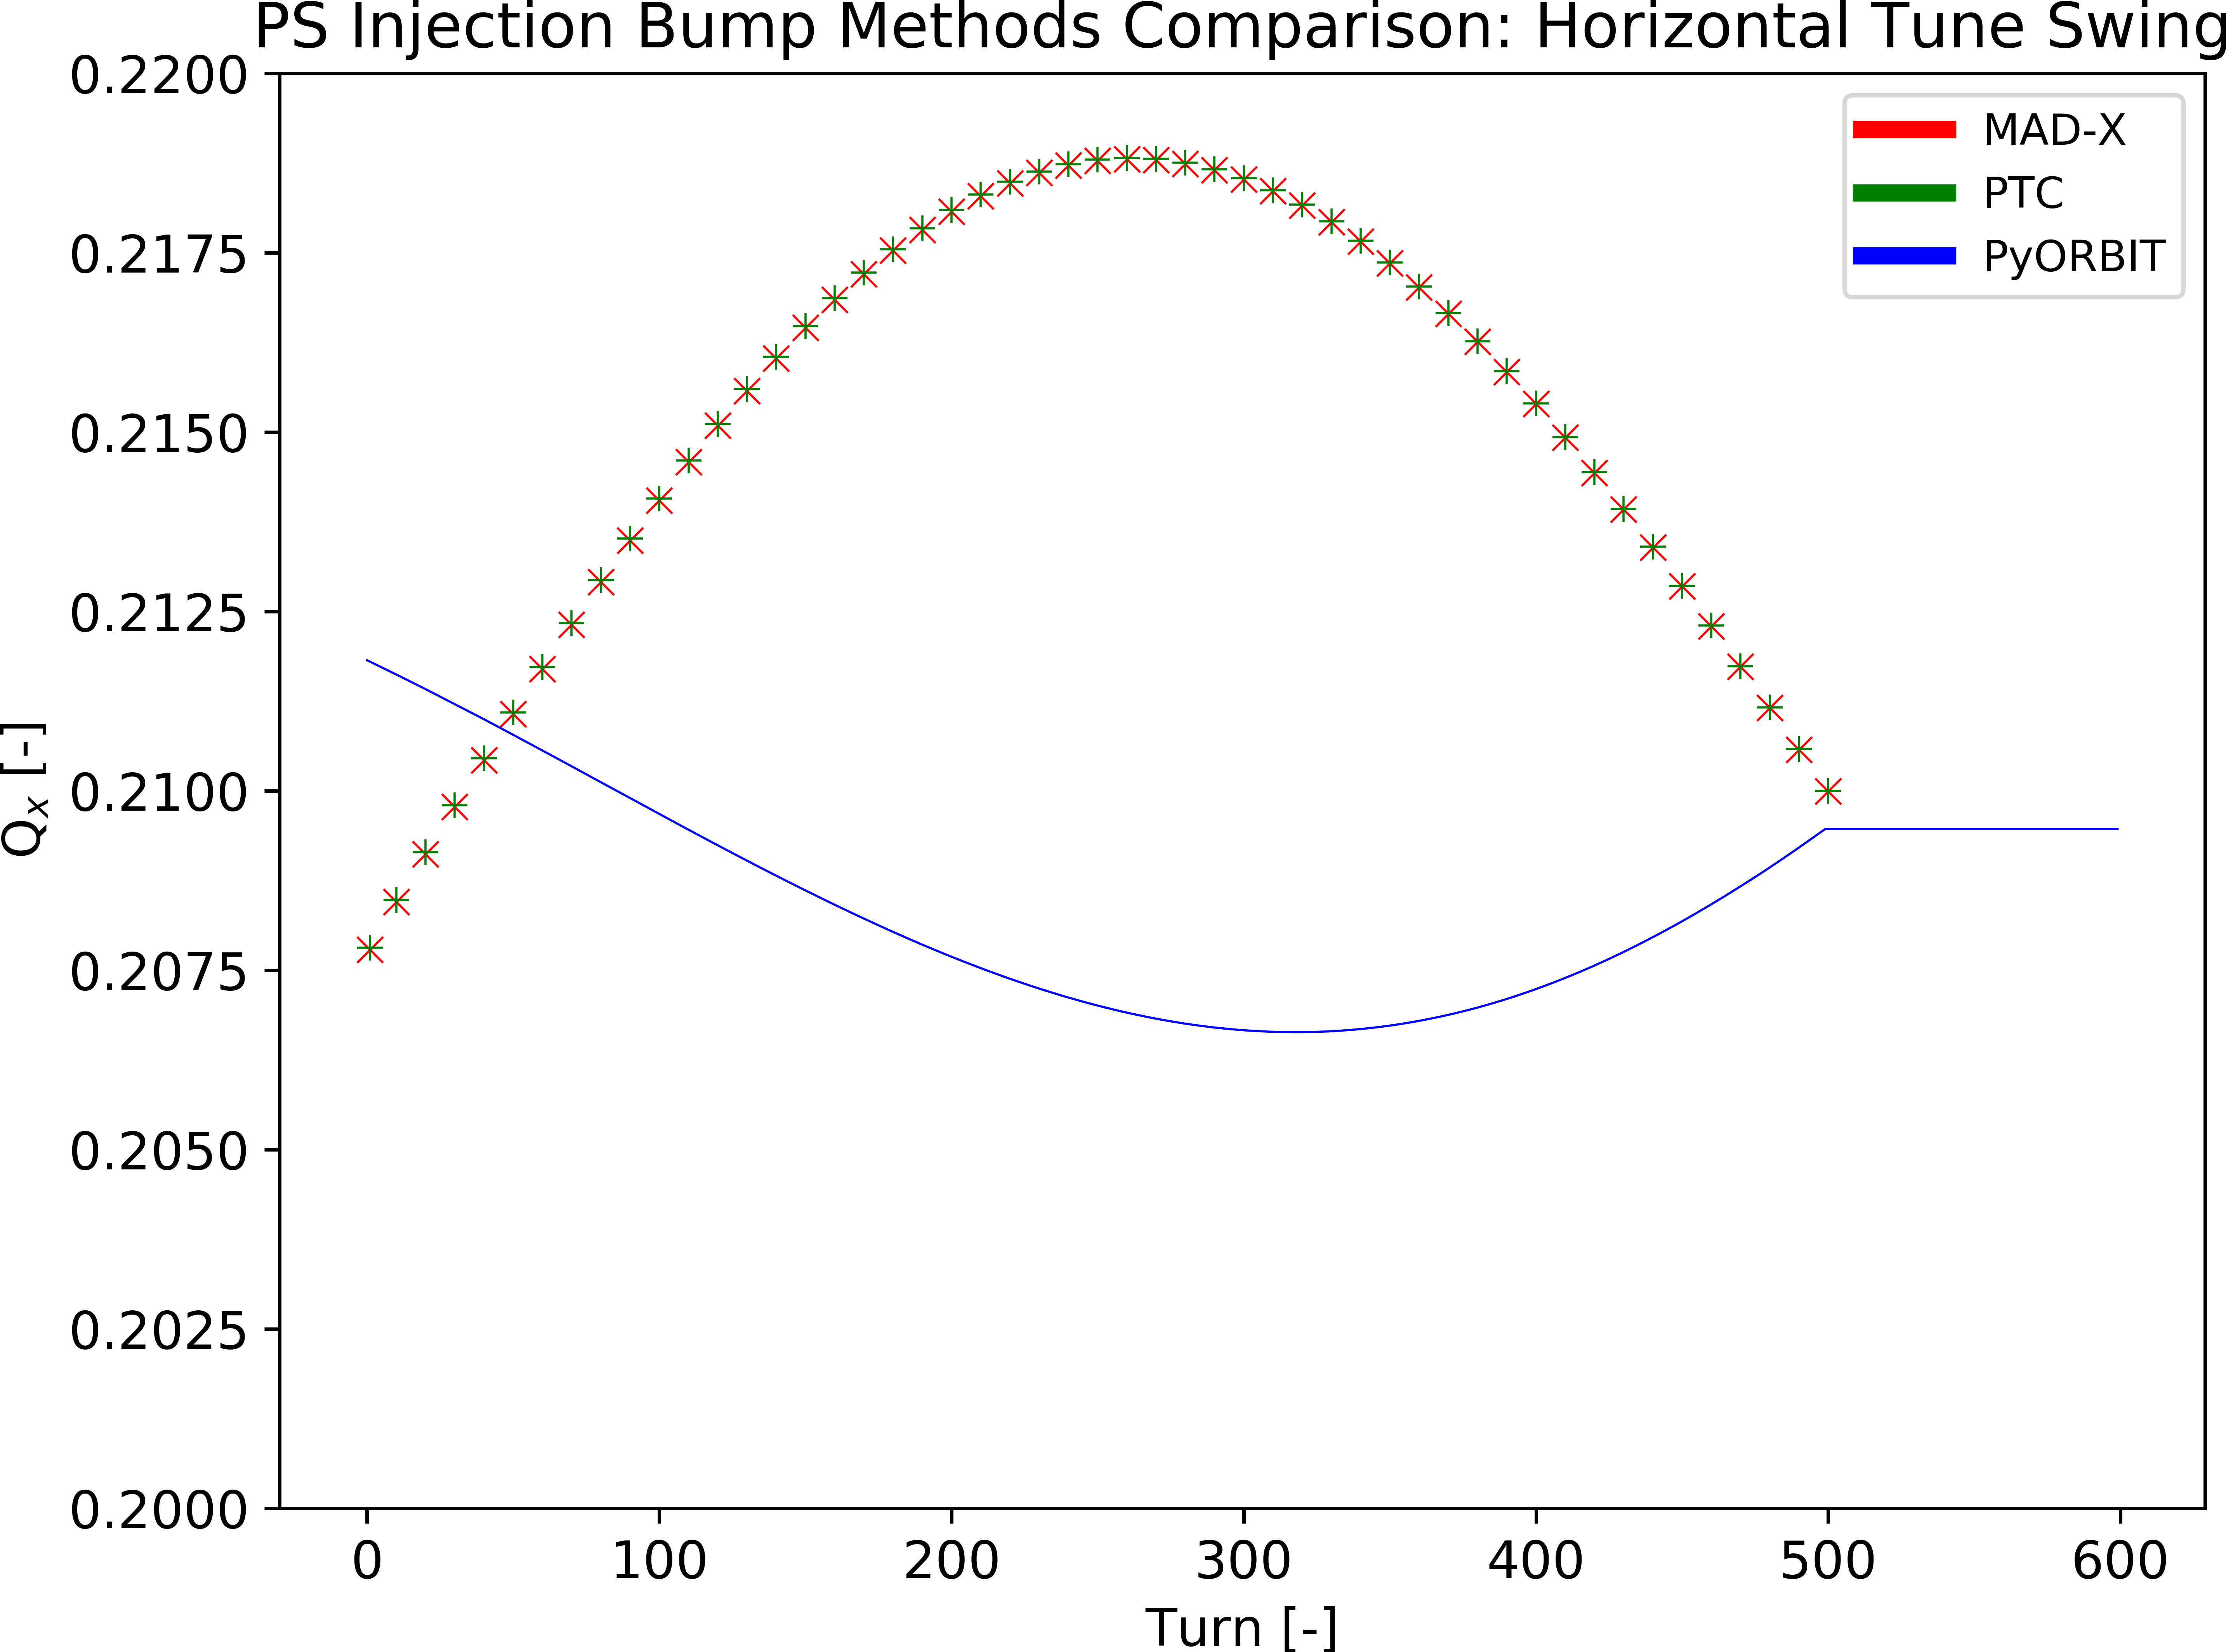 PS Injection Bump Methods Comparison: Horizontal Tune Swing
0.2200
0.2175
0.2150
0.2125
0.2100
0.2075
0.2050
0.2025
0.2000
Qx [-]
MAD-X
PTC
PyORBIT
0 100 200 300 400 500 600
Turn [-]